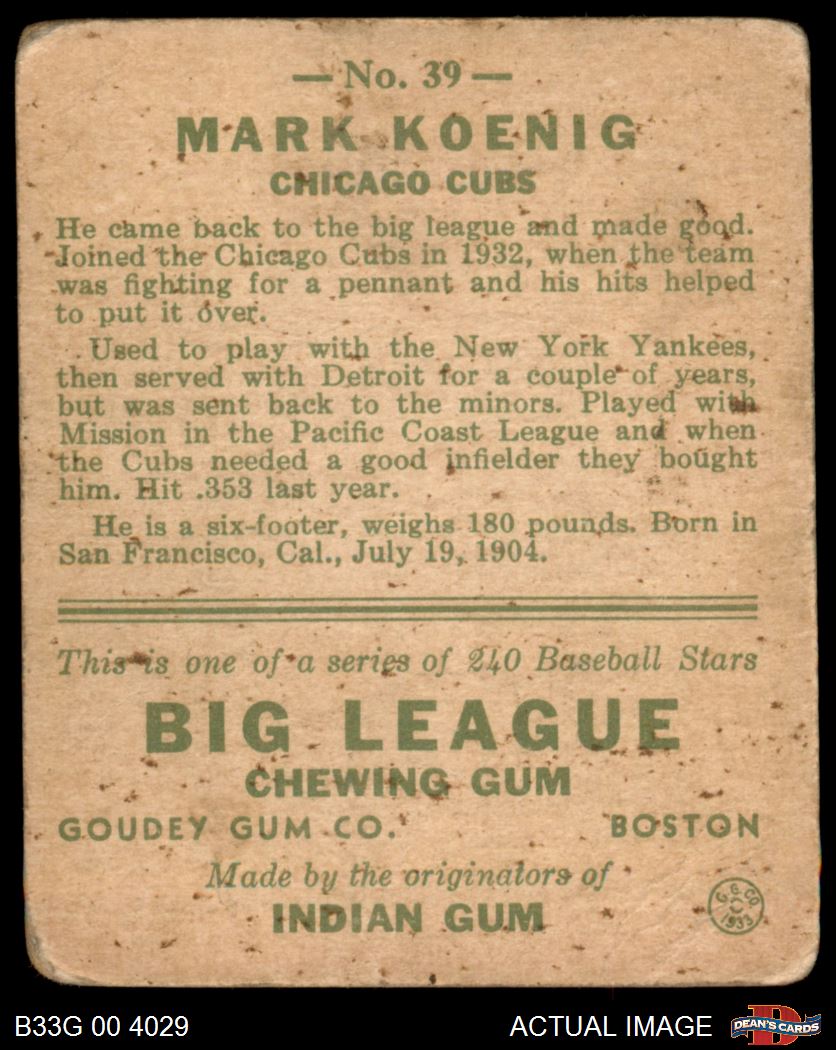 — No. 39 —
MARK KOENIG
CHICAGO CUBS
He came back to the big league and made good.
Joined the Chicago Cubs in 1932, when the team
was fighting for a pennant and his hits helped
to put it over.
Used to play with the New York Yankees,
then served with Detroit for a couple of years,
but was sent back to the minors. Played with
Mission in the Pacific Coast League and when
the Cubs needed a good infielder they bought
him. Hit .353 last year.
He is a six-footer, weighs 180 pounds. Born in
San Francisco, Cal., July 19, 1904.
This is one of a series of 240 Baseball Stars
BIG LEAGUE
CHEWING GUM
GOUDEY GUM CO. BOSTON
Made by the originators of
INDIAN GUM
G. G. CO.
C
1933
B33G 00 4029 ACTUAL IMAGE D DEAN'S CARDS